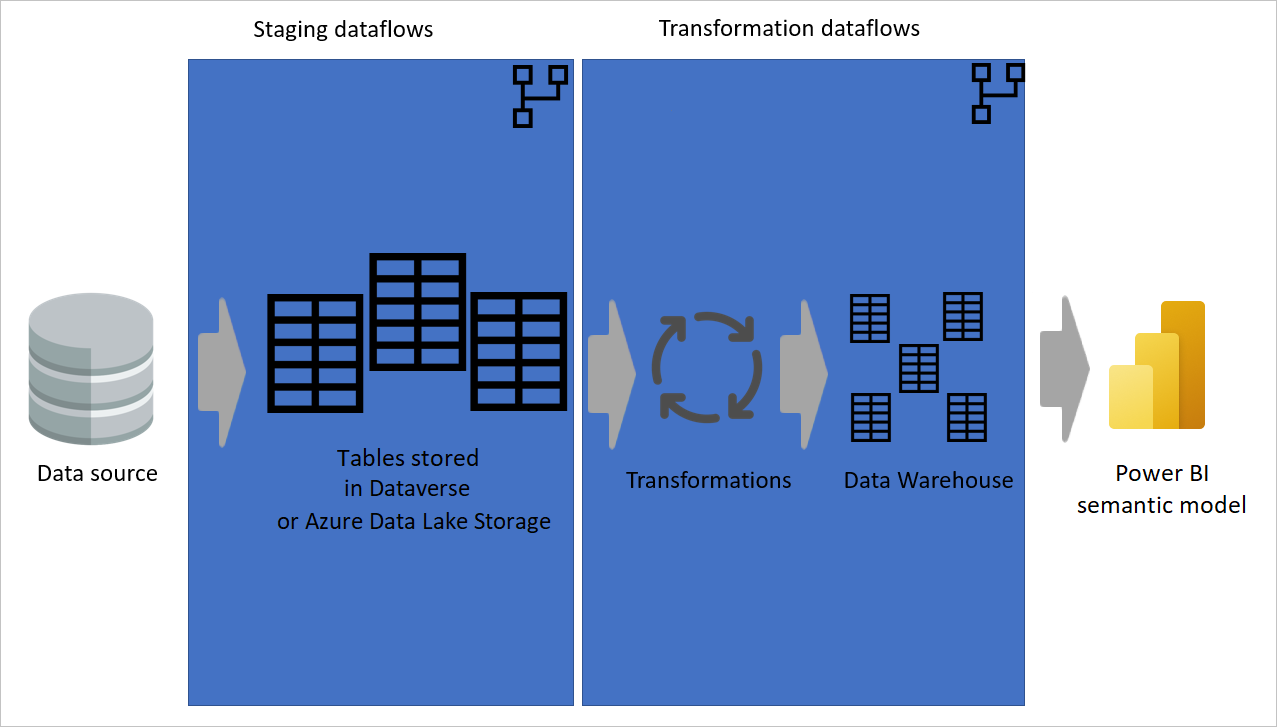 Staging dataflows
Transformation dataflows
Data source
Tables stored
in Dataverse
or Azure Data Lake Storage
Transformations
Data Warehouse
Power BI
semantic model